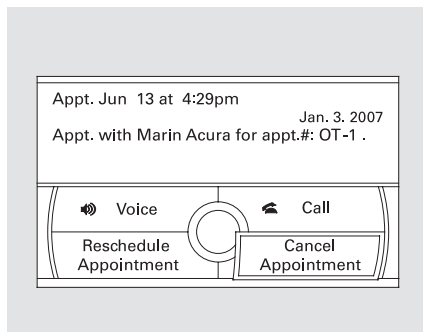 Appt. Jun 13 at 4:29pm
Jan. 3. 2007
Appt. with Marin Acura for appt.#: OT-1 .
Voice
Call
Reschedule
Appointment
Cancel
Appointment